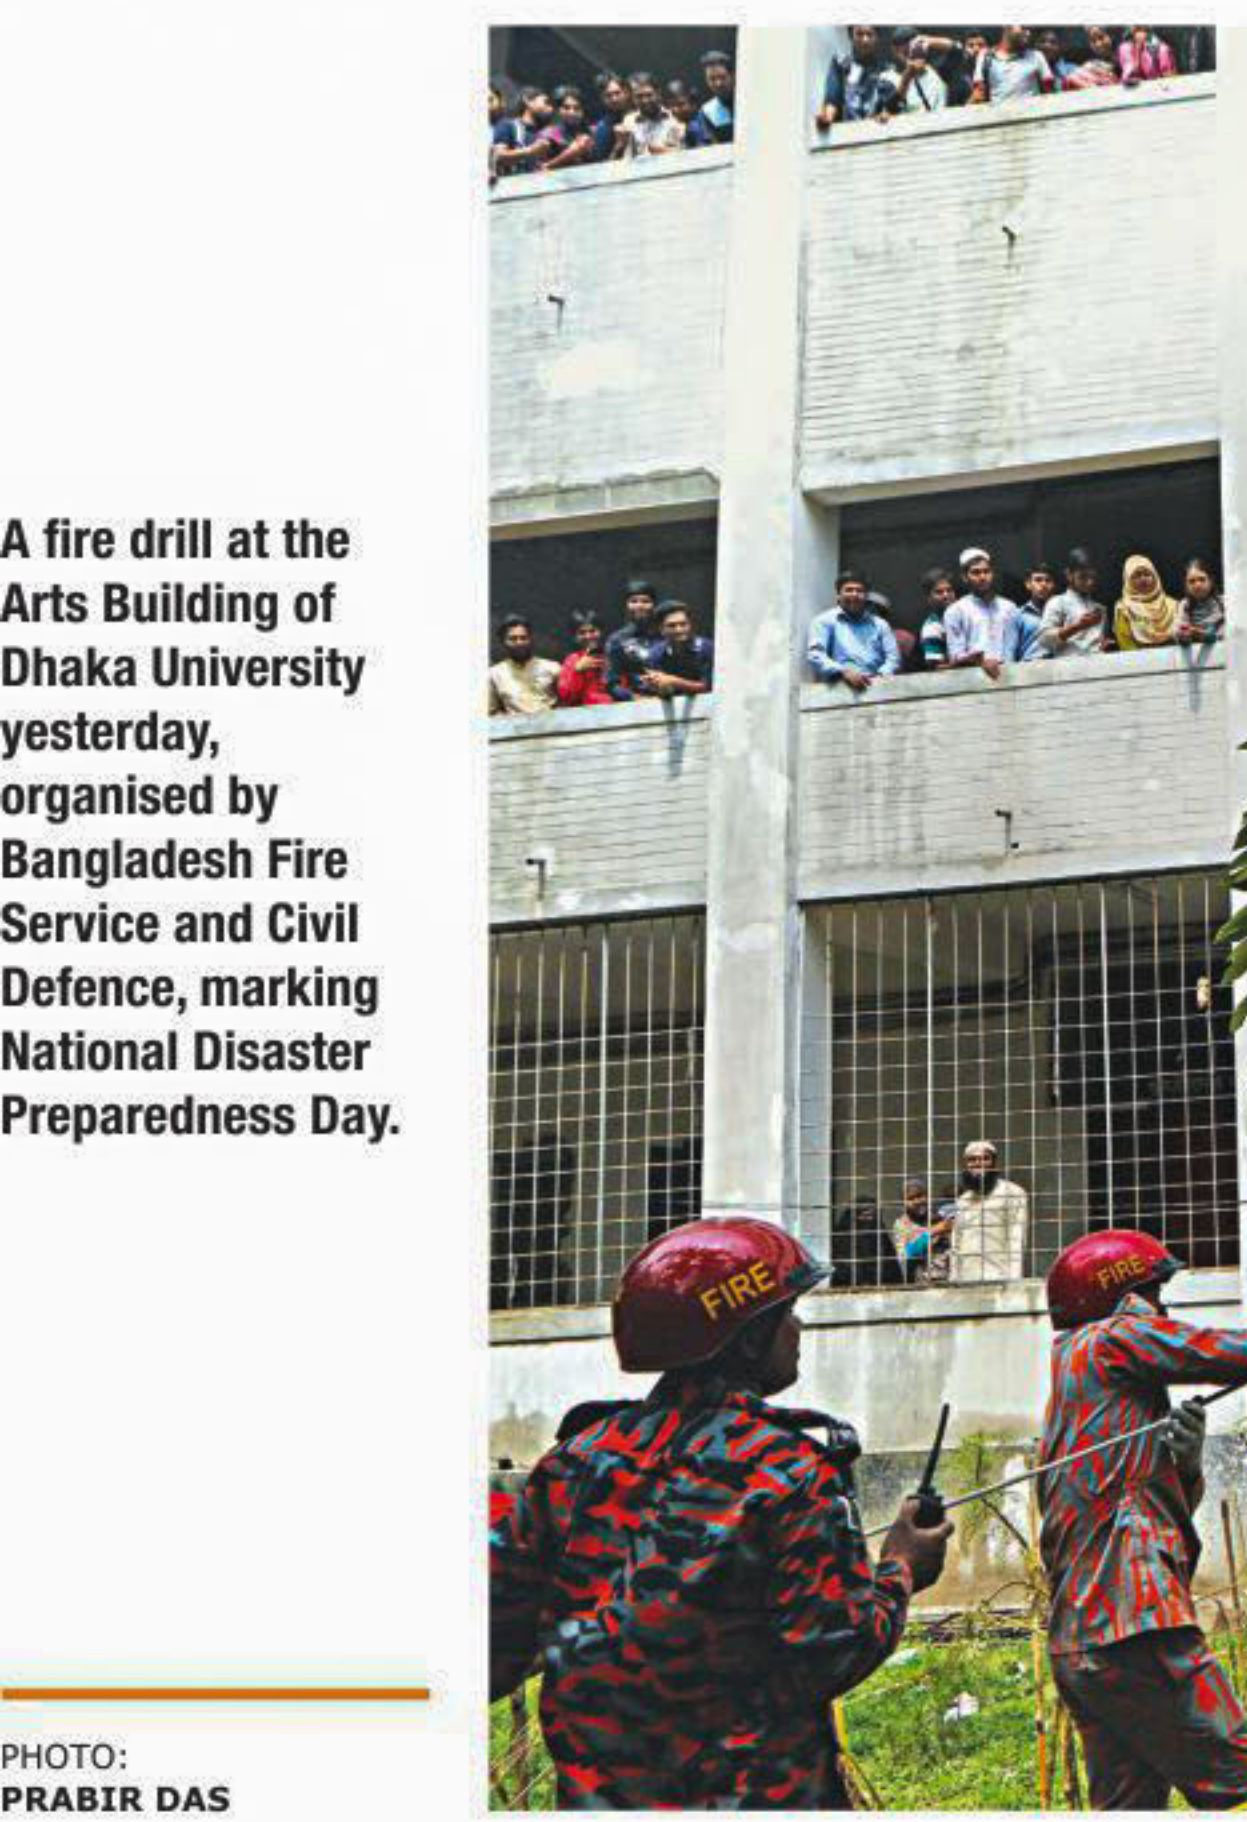 A fire drill at the
Arts Building of
Dhaka University
yesterday,
organised by
Bangladesh Fire
Service and Civil
Defence, marking
National Disaster
Preparedness Day.
PHOTO:
PRABIR DAS
FIRE
FIRE